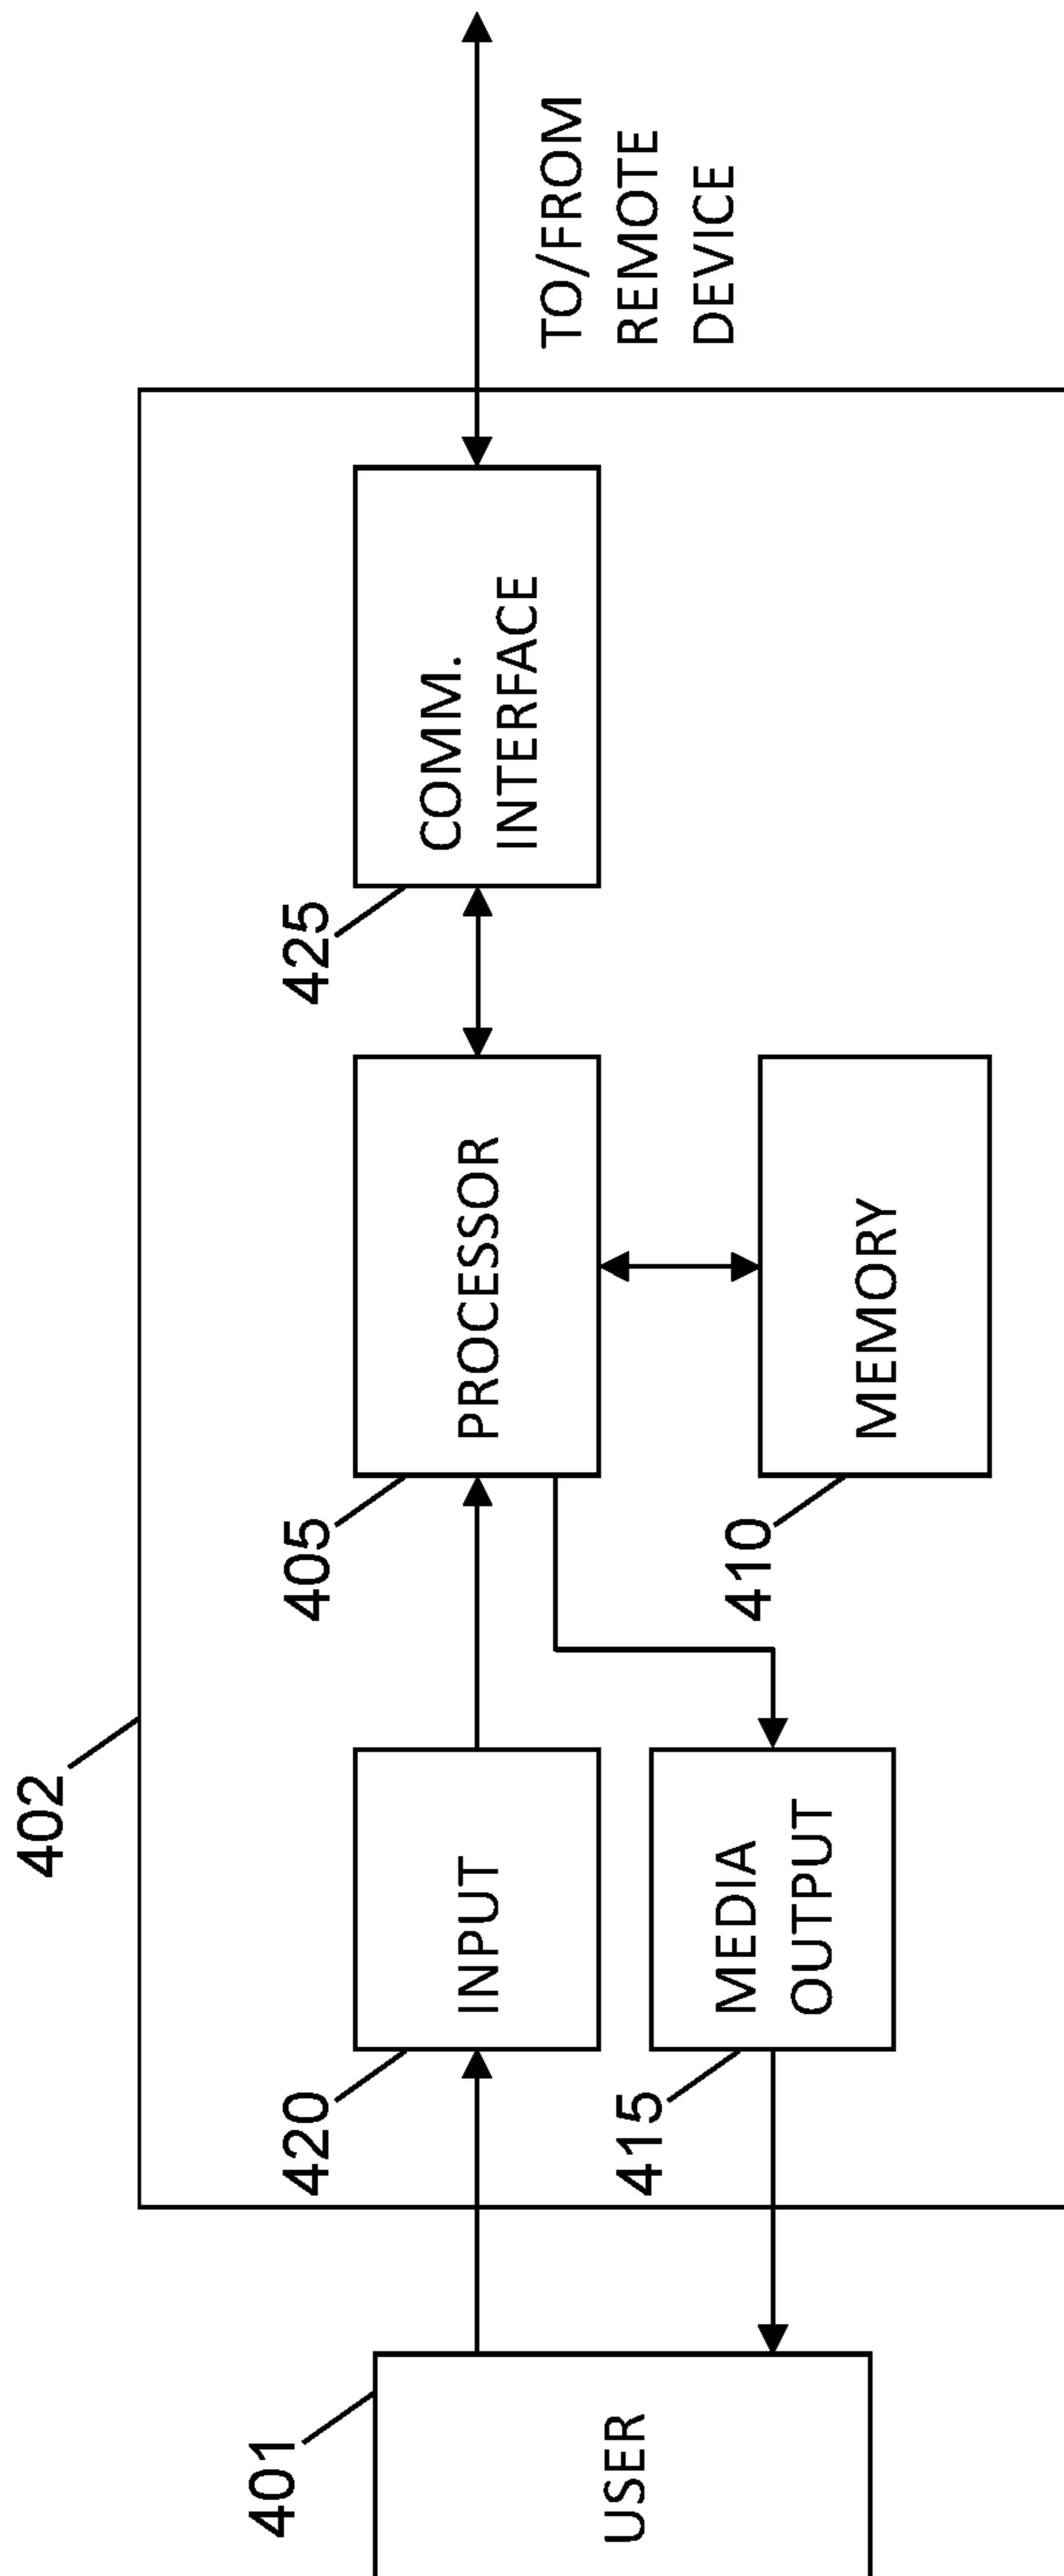 402
401
USER
420
INPUT
415
MEDIA
OUTPUT
405
PROCESSOR
410
MEMORY
425
COMM.
INTERFACE
TO/FROM
REMOTE
DEVICE